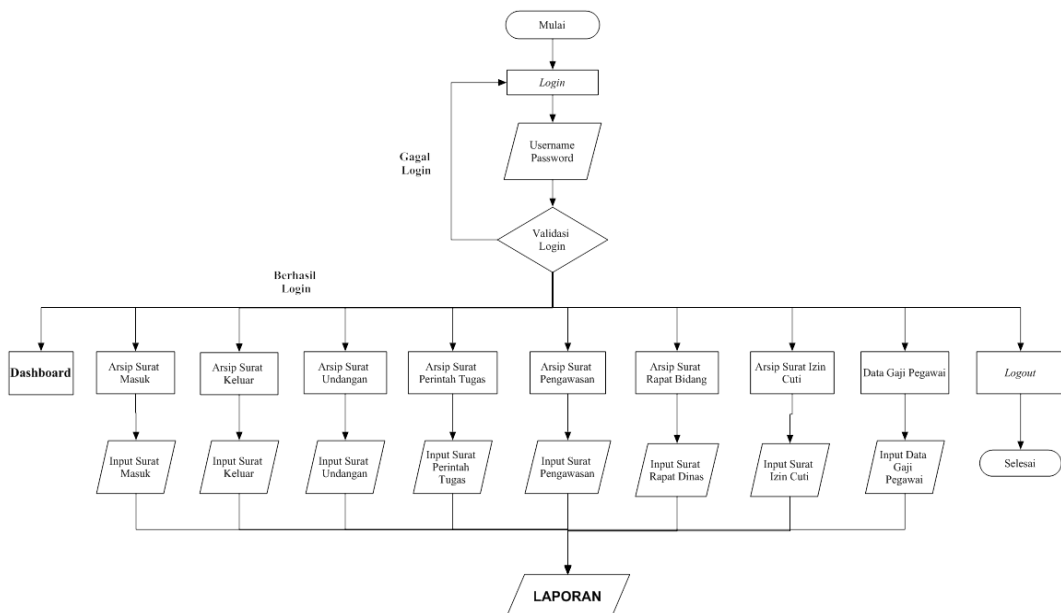 Mulai
Login
Username
Password
Gagal
Login
Validasi
Login
Berhasil
Login
Dashboard
Arsip Surat
Masuk
Arsip Surat
Keluar
Arsip Surat
Undangan
Arsip Surat
Perintah Tugas
Arsip Surat
Pengawasan
Arsip Surat
Rapat Bidang
Arsip Surat Izin
Cuti
Data Gaji Pegawai
Logout
Input Surat
Masuk
Input Surat
Keluar
Input Surat
Undangan
Input Surat
Perintah
Tugas
Input Surat
Pengawasan
Input Surat
Rapat Dinas
Input Surat
Izin Cuti
Input Data
Gaji
Pegawai
Selesai
LAPORAN